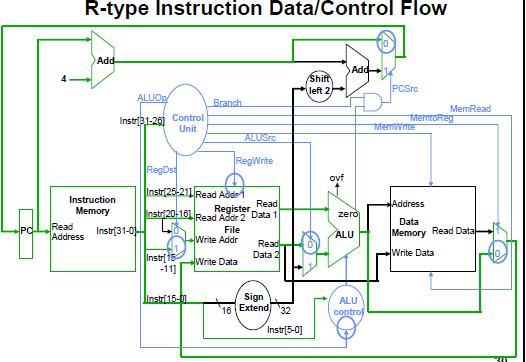 R-type Instruction Data/Control Flow
Add
4
Shift
left 2
Add
0
1
PCSrc
ALUOp
Branch
MemRead
MemtoReg
MemWrite
Instr[31-26]
Control
Unit
ALUSrc
RegWrite
RegDst
ovf
zero
ALU
Instruction
Memory
PC
Read
Address
Instr[31-0]
Instr[25-21]
Read Addr 1
Instr[20-16]
Read Addr 2
Register
File
Write Addr
Write Data
Read
Data 1
Read
Data 2
0
1
Instr[15
-11]
0
1
Address
Data
Memory
Read Data
Write Data
1
0
Instr[15-0]
16
Sign
Extend
32
ALU
control
Instr[5-0]